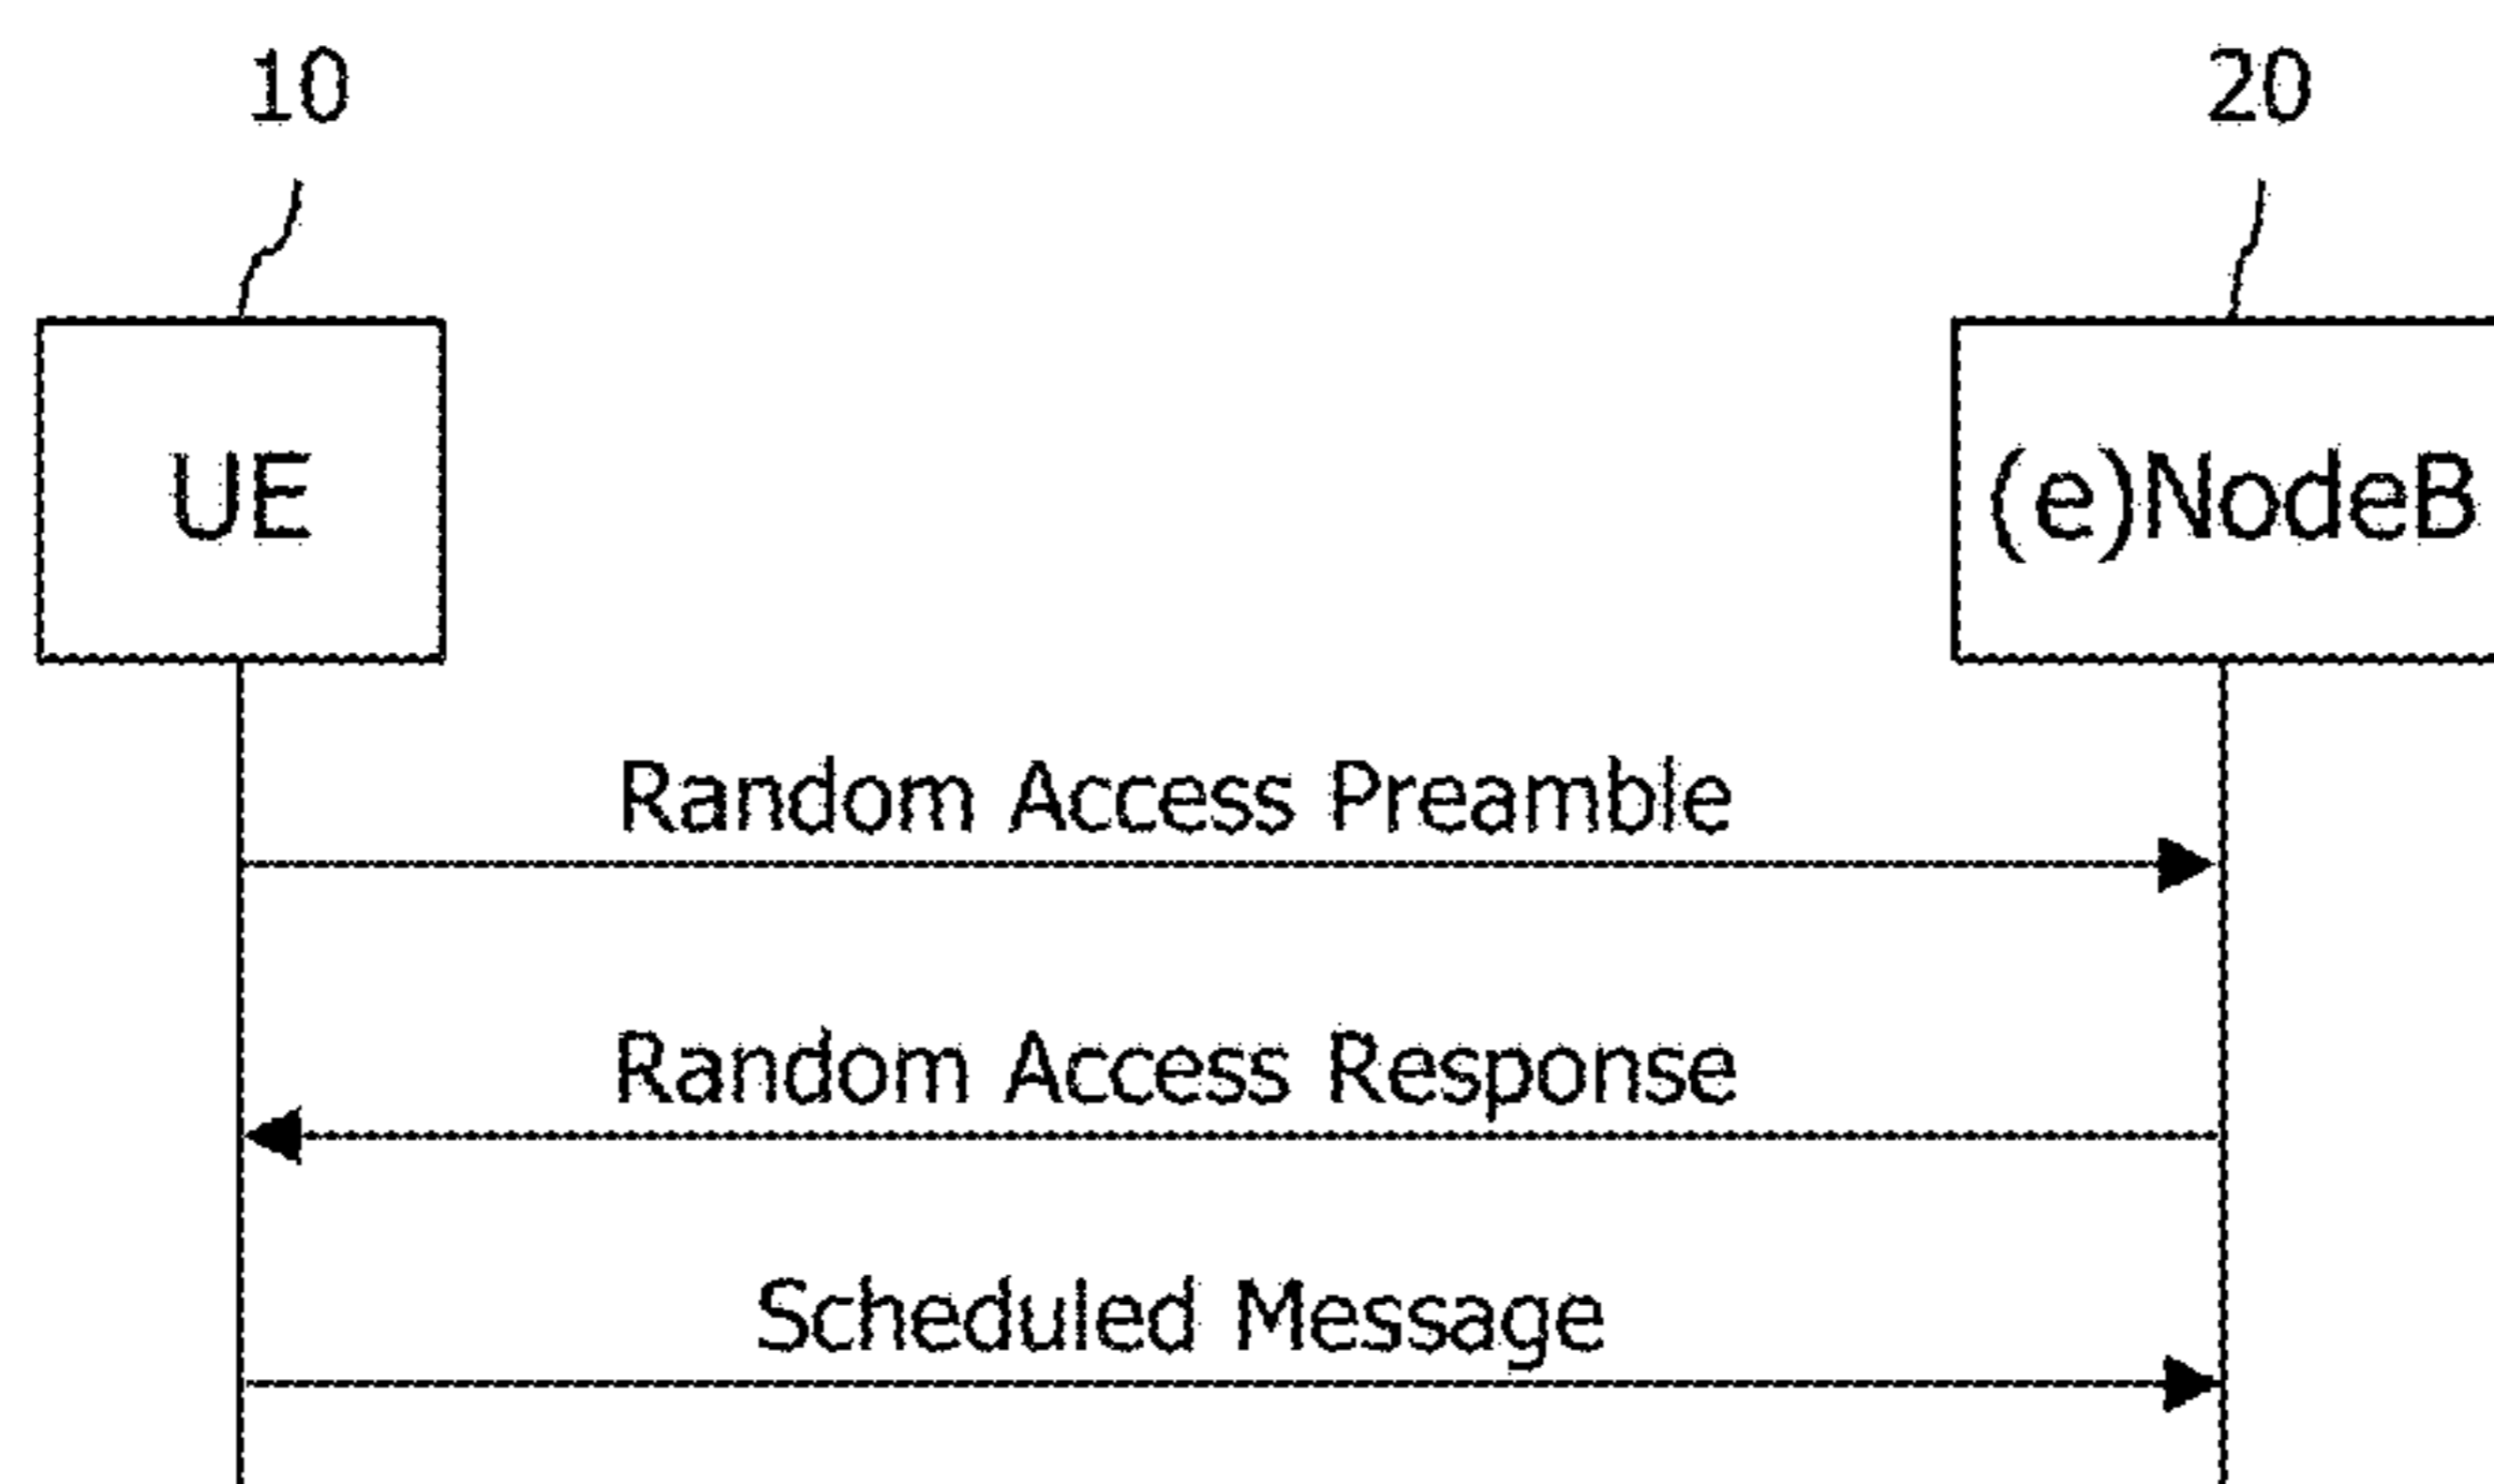 10
20
UE
(e)NodeB
Random Access Preamble
Random Access Response
Scheduled Message